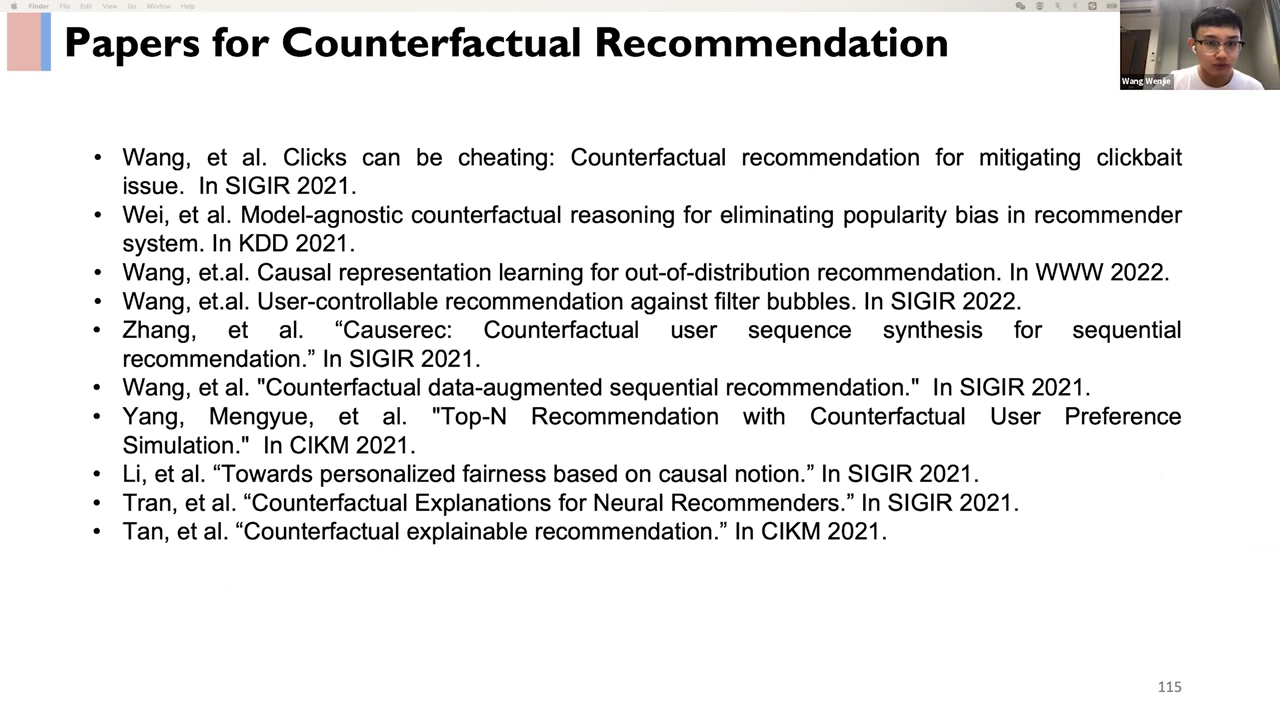 Finder File Edit View Go Window Help
Papers for Counterfactual Recommendation
Wang Wenjie
• Wang, et al. Clicks can be cheating: Counterfactual recommendation for mitigating clickbait
issue. In SIGIR 2021.
• Wei, et al. Model-agnostic counterfactual reasoning for eliminating popularity bias in recommender
system. In KDD 2021.
• Wang, et.al. Causal representation learning for out-of-distribution recommendation. In WWW 2022.
• Wang, et.al. User-controllable recommendation against filter bubbles. In SIGIR 2022.
• Zhang, et al. “Causerec: Counterfactual user sequence synthesis for sequential
recommendation.” In SIGIR 2021.
• Wang, et al. "Counterfactual data-augmented sequential recommendation." In SIGIR 2021.
• Yang, Mengyue, et al. "Top-N Recommendation with Counterfactual User Preference
Simulation." In CIKM 2021.
• Li, et al. “Towards personalized fairness based on causal notion.” In SIGIR 2021.
• Tran, et al. “Counterfactual Explanations for Neural Recommenders.” In SIGIR 2021.
• Tan, et al. “Counterfactual explainable recommendation.” In CIKM 2021.
115